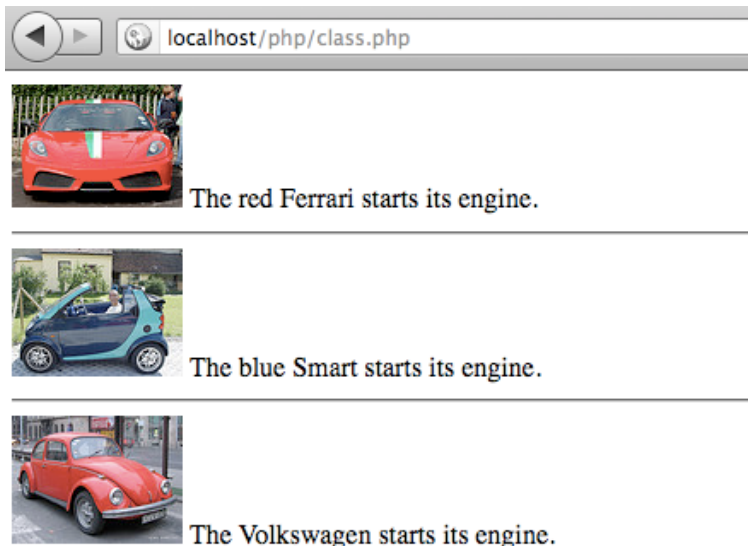 localhost/php/class.php
The red Ferrari starts its engine.
The blue Smart starts its engine.
The Volkswagen starts its engine.